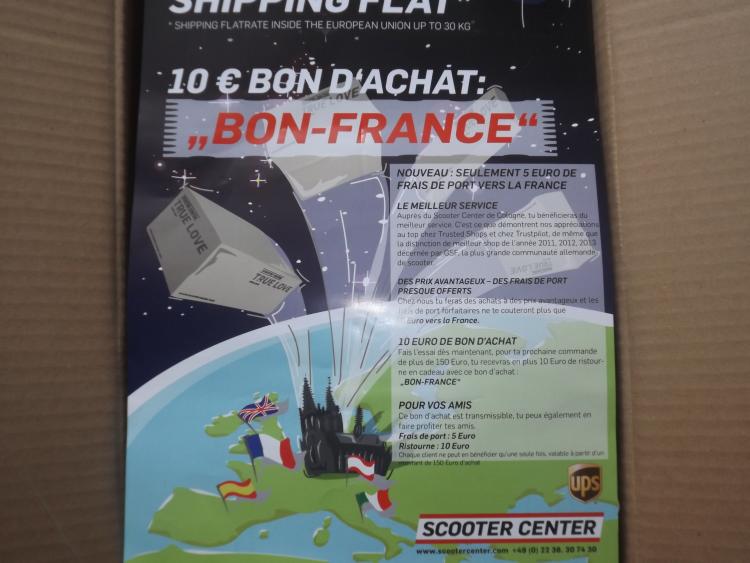 SHIPPING FLAT*
* SHIPPING FLATRATE INSIDE THE EUROPEAN UNION UP TO 30 KG
10 € BON D'ACHAT:
„BON-FRANCE“
NOUVEAU : SEULEMENT 5 EURO DE
FRAIS DE PORT VERS LA FRANCE
LE MEILLEUR SERVICE
Auprès du Scooter Center de Cologne, tu bénéficieras du
meilleur service. C'est ce que démontrent nos appréciations
au top chez Trusted Shops et chez Trustpilot, de même que
la distinction de meilleur shop de l'année 2011, 2012, 2013
décernée par GSF, la plus grande communauté allemande
de Scooter.
DES PRIX AVANTAGEUX – DES FRAIS DE PORT
PRESQUE OFFERTS
Chez nous tu feras des achats à des prix avantageux et les
frais de port forfaitaires ne te couteront plus que
Euro vers la France.
10 EURO DE BON D'ACHAT
Fais l'essai dès maintenant, pour ta prochaine commande
de plus de 150 Euro, tu recevras en plus 10 Euro de ristour-
ne en cadeau avec ce bon d'achat :
„BON-FRANCE“
POUR VOS AMIS
Ce bon d'achat est transmissible, tu peux également en
faire profiter tes amis.
Frais de port : 5 Euro
Ristourne : 10 Euro
Chaque client ne peut en bénéficier qu'une seule fois, valable à partir d'un
montant de 150 Euro d'achat
TRUE LOVE
TRUE LOVE
TRUE LOVE
TRUE LOVE
ups
SCOOTER CENTER
www.scootercenter.com +49 (0) 22 38. 30 74 30